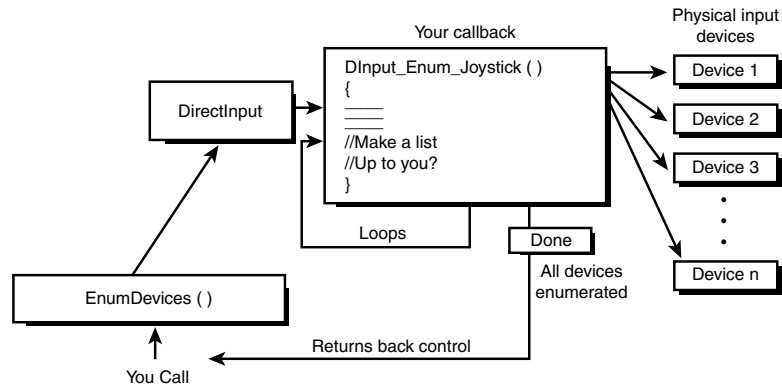 Your callback
Physical input
devices
DInput_Enum_Joystick ( )
{
//Make a list
//Up to you?
}
DirectInput
Device 1
Device 2
Device 3
Device n
Loops
Done
All devices
enumerated
EnumDevices ( )
Returns back control
You Call